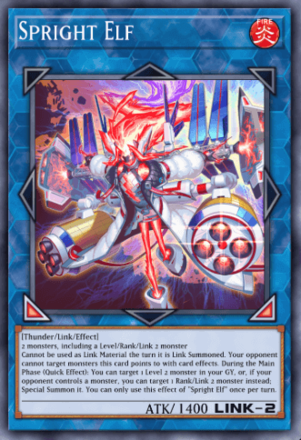 Spright Elf
FIRE
炎
[Thunder/Link/Effect]
2 monsters, including a Level/Rank/Link 2 monster
Cannot be used as Link Material the turn it is Link Summoned. Your opponent
cannot target monsters this card points to with card effects. During the Main
Phase (Quick Effect): You can target 1 Level 2 monster in your GY, or, if your
opponent controls a monster, you can target 1 Rank/Link 2 monster instead;
Special Summon it. You can only use this effect of "Spright Elf" once per turn.
ATK/ 1400 LINK-2